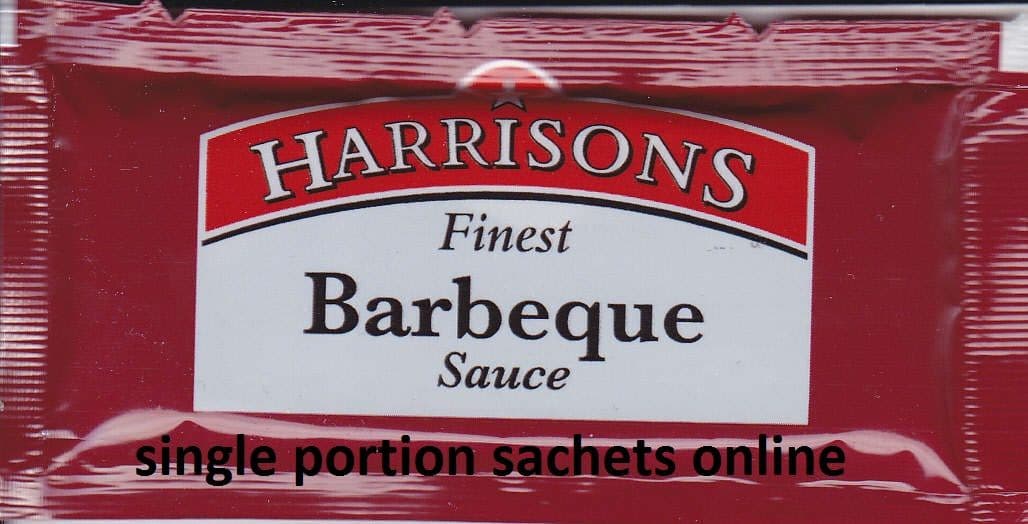 HARRISONS
Finest
Barbeque
Sauce
single portion sachets online